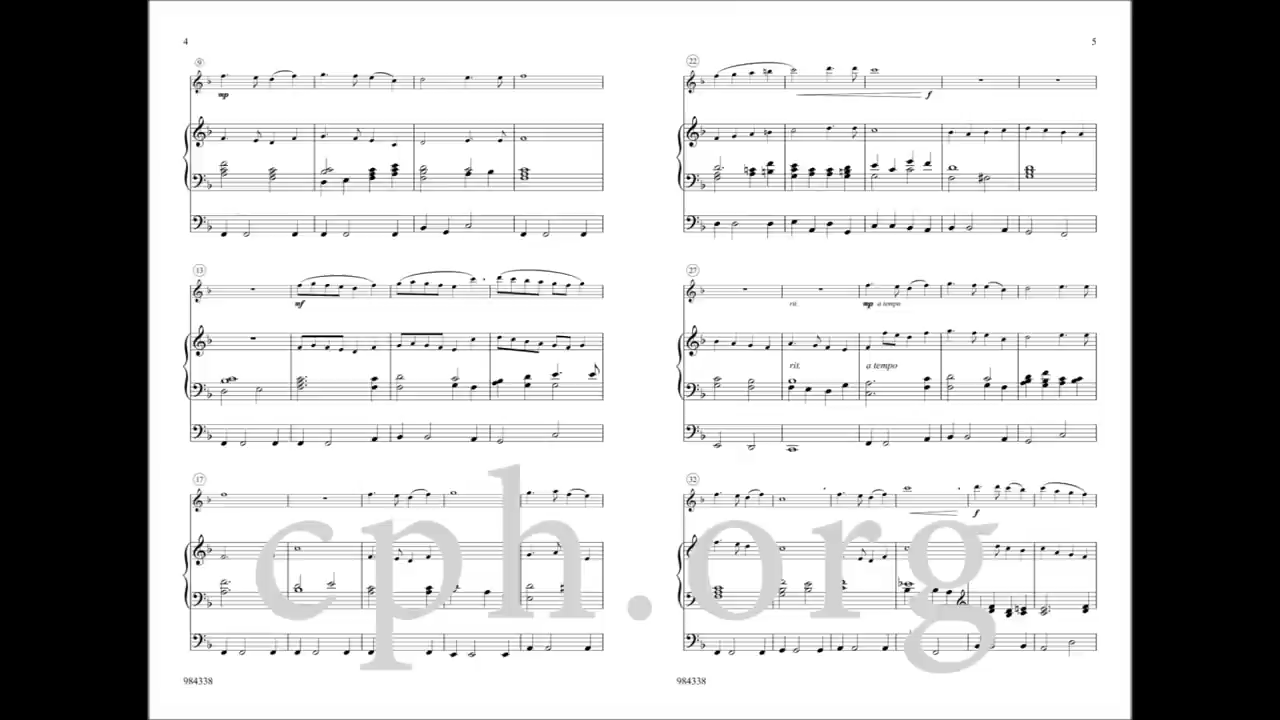 4
9
mp
13
mf
17
984338
5
22
f
27
rit.
mp a tempo
rit.
a tempo
32
f
984338
cph.org